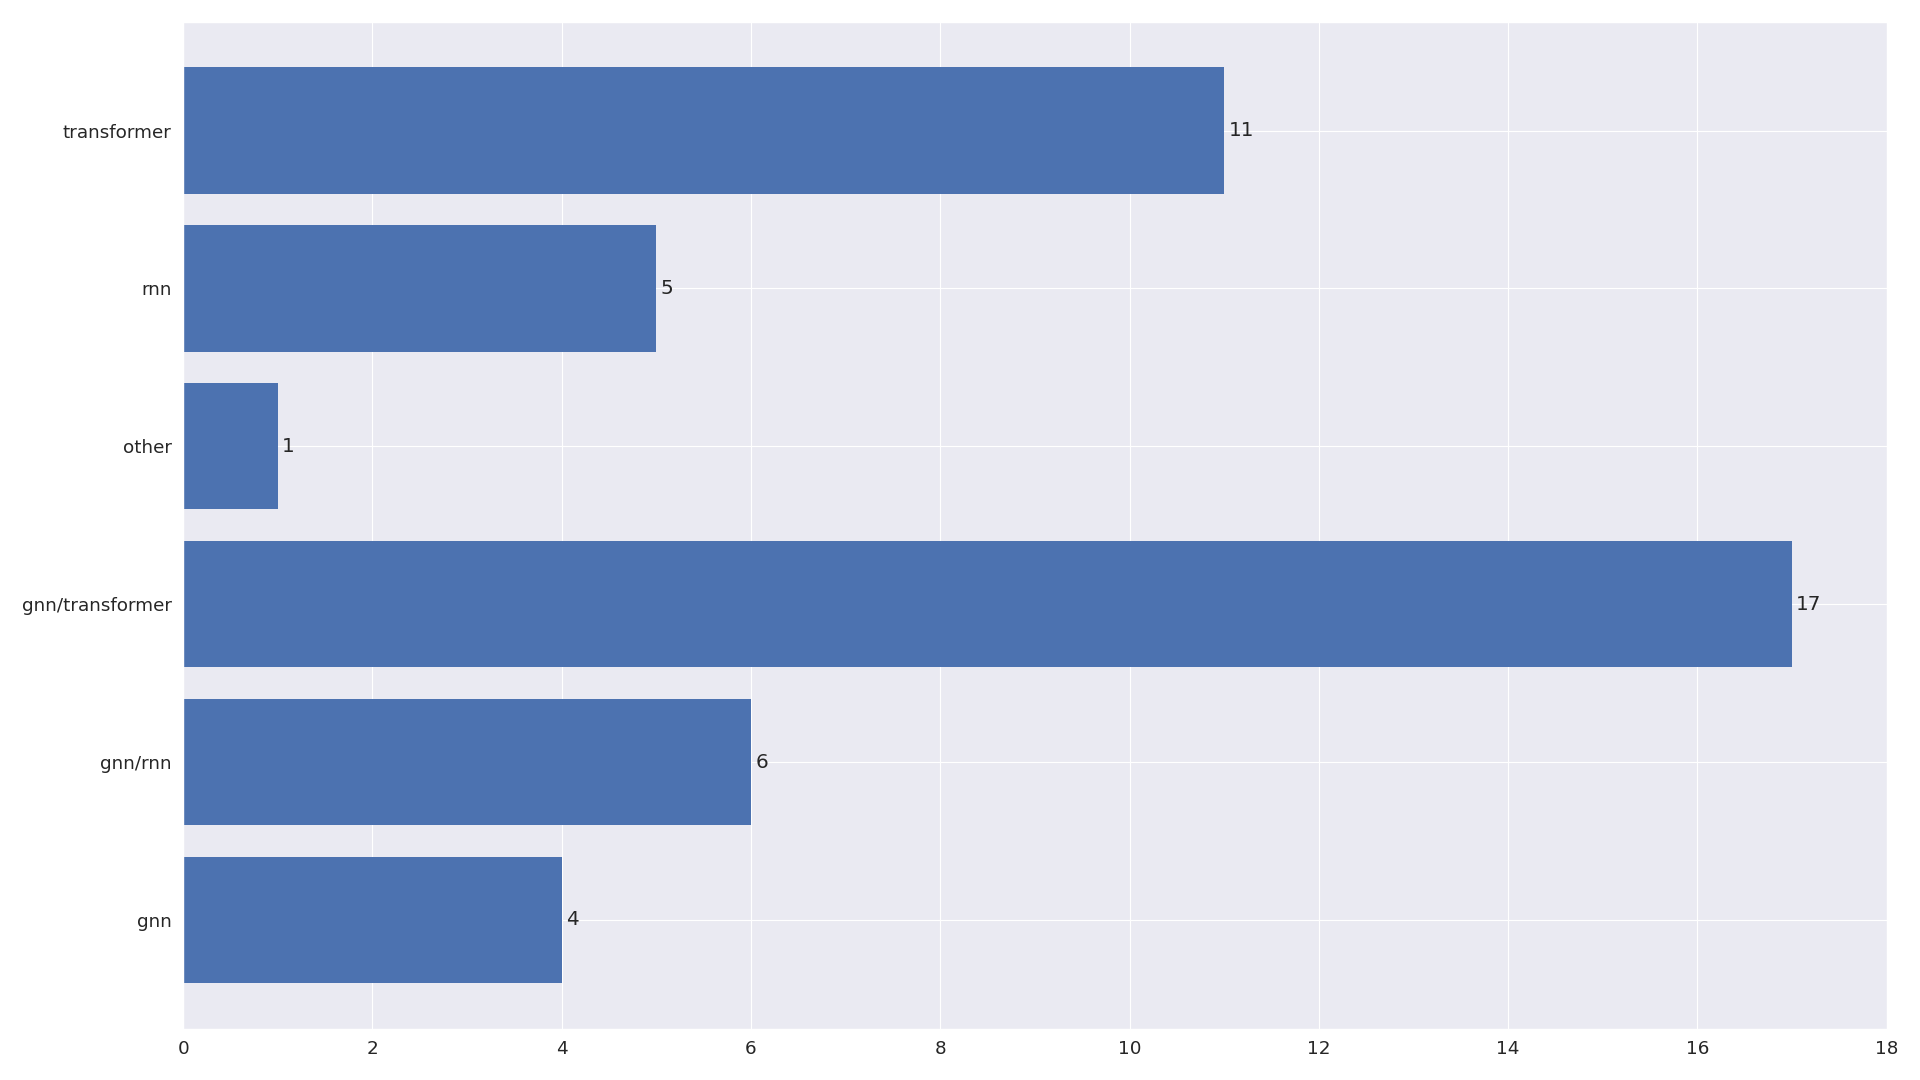 transformer 11
rnn 5
other 1
gnn/transformer 17
gnn/rnn 6
gnn 4
0 2 4 6 8 10 12 14 16 18